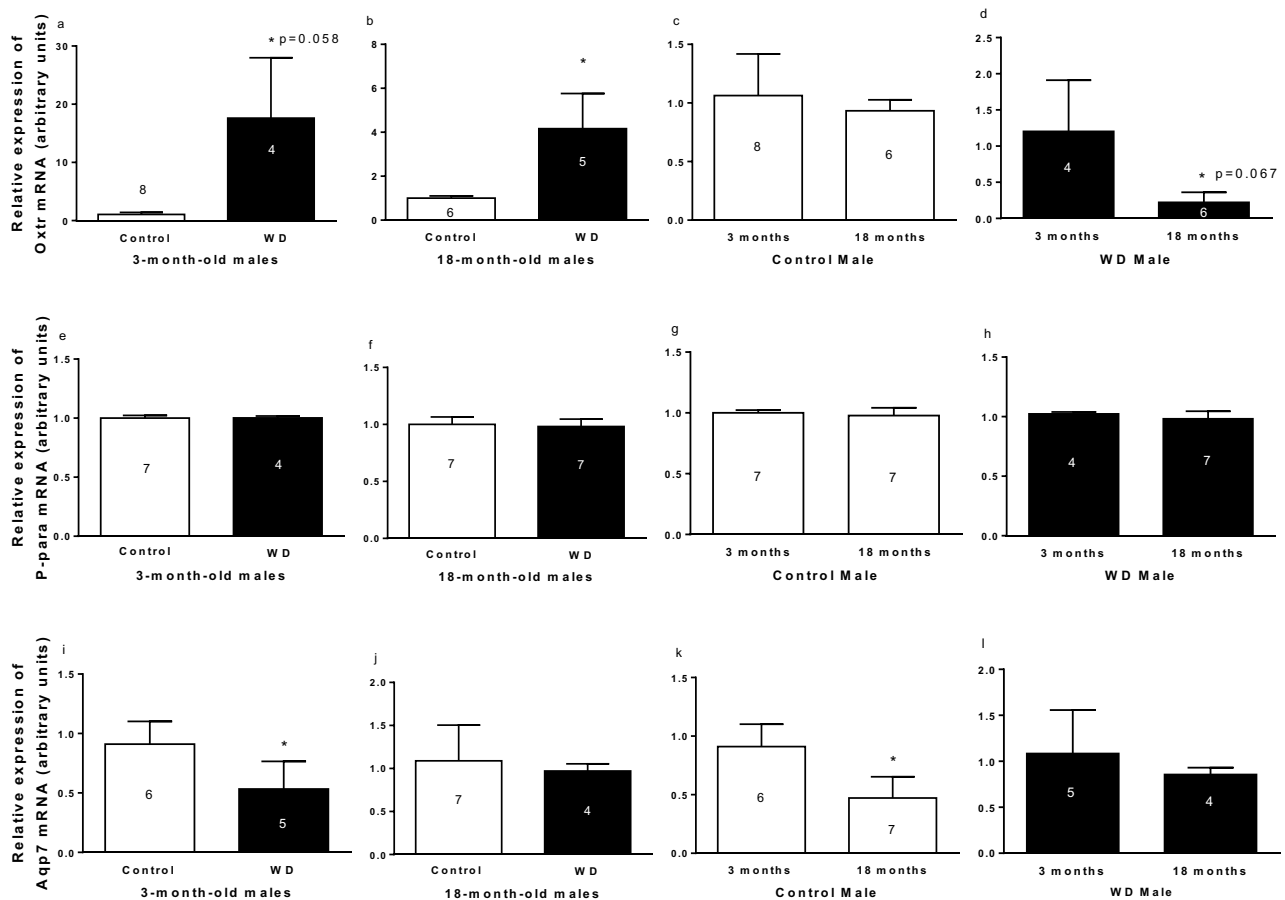 Relative expression of
Oxtr mRNA (arbitrary units)
a
30
20
10
0
* p=0.058
8
4
Control WD
3-month-old males
b
8
6
4
2
0
*
6
5
Control WD
18-month-old males
c
1.5
1.0
0.5
0.0
8
6
3 months 18 months
Control Male
d
2.5
2.0
1.5
1.0
0.5
0.0
4
* p=0.067
6
3 months 18 months
WD Male
Relative expression of
P-para mRNA (arbitrary units)
e
1.5
1.0
0.5
0.0
7
4
Control WD
3-month-old males
f
1.5
1.0
0.5
0.0
7
7
Control WD
18-month-old males
g
1.5
1.0
0.5
0.0
7
7
3 months 18 months
Control Male
h
1.5
1.0
0.5
0.0
4
7
3 months 18 months
WD Male
Relative expression of
Aqp7 mRNA (arbitrary units)
i
1.5
1.0
0.5
0.0
6
*
5
Control WD
3-month-old males
j
2.0
1.5
1.0
0.5
0.0
7
4
Control WD
18-month-old males
k
1.5
1.0
0.5
0.0
6
*
7
3 months 18 months
Control Male
l
2.0
1.5
1.0
0.5
0.0
5
4
3 months 18 months
WD Male